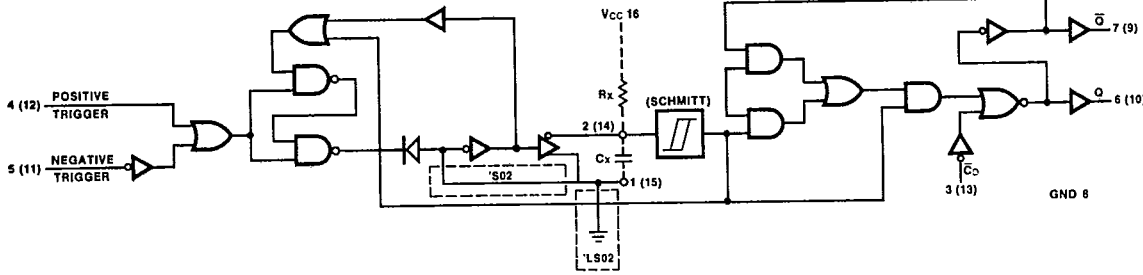 VCC 16
Q̅
7 (9)
4 (12) POSITIVE TRIGGER
RX
(SCHMITT)
2 (14)
Q
6 (10)
5 (11) NEGATIVE TRIGGER
CX
'S02
1 (15)
C̅D
3 (13)
GND 8
'LS02